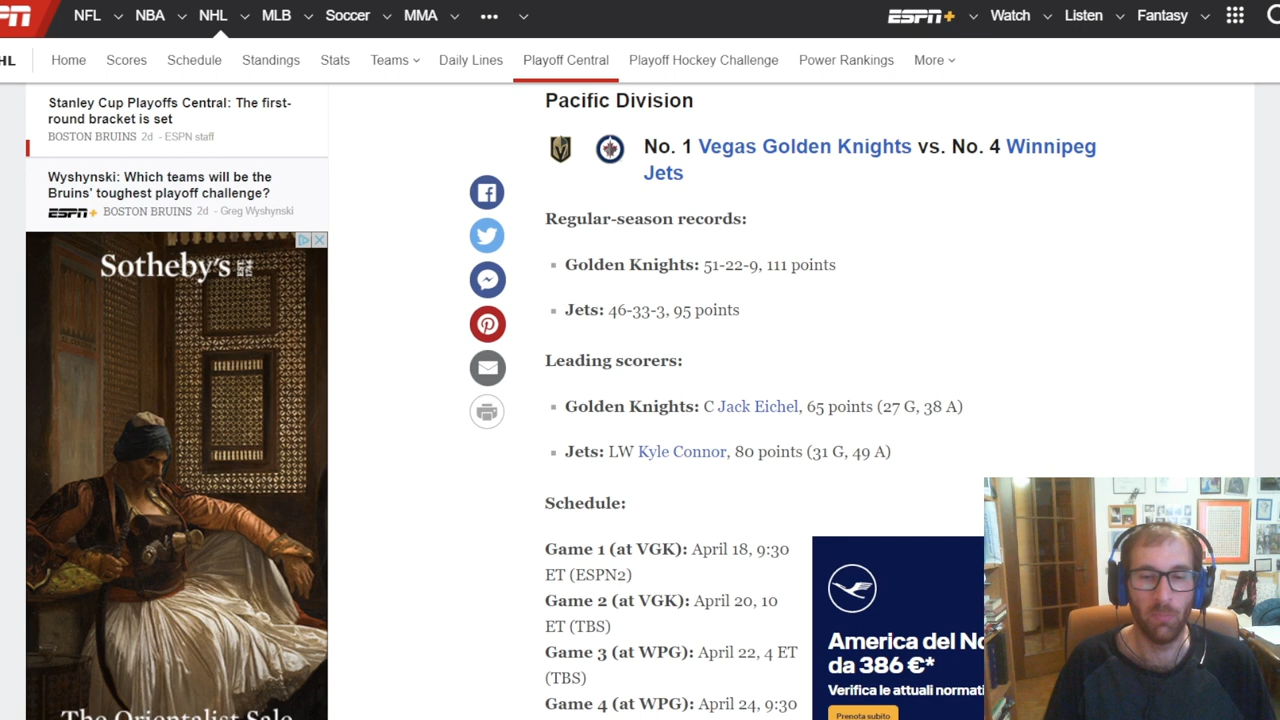 NFL NBA NHL MLB Soccer MMA ••• ESPN+ Watch Listen Fantasy
Home Scores Schedule Standings Stats Teams Daily Lines Playoff Central Playoff Hockey Challenge Power Rankings More
Stanley Cup Playoffs Central: The first-
round bracket is set
BOSTON BRUINS 2d - ESPN staff
Wyshynski: Which teams will be the
Bruins' toughest playoff challenge?
ESPN+ BOSTON BRUINS 2d - Greg Wyshynski
Sotheby's
The Orientalist Sale
Pacific Division
No. 1 Vegas Golden Knights vs. No. 4 Winnipeg
Jets
Regular-season records:
Golden Knights: 51-22-9, 111 points
Jets: 46-33-3, 95 points
Leading scorers:
Golden Knights: C Jack Eichel, 65 points (27 G, 38 A)
Jets: LW Kyle Connor, 80 points (31 G, 49 A)
Schedule:
Game 1 (at VGK): April 18, 9:30
ET (ESPN2)
Game 2 (at VGK): April 20, 10
ET (TBS)
Game 3 (at WPG): April 22, 4 ET
(TBS)
Game 4 (at WPG): April 24, 9:30
America del No
da 386 €*
Verifica le attuali normati
Prenota subito